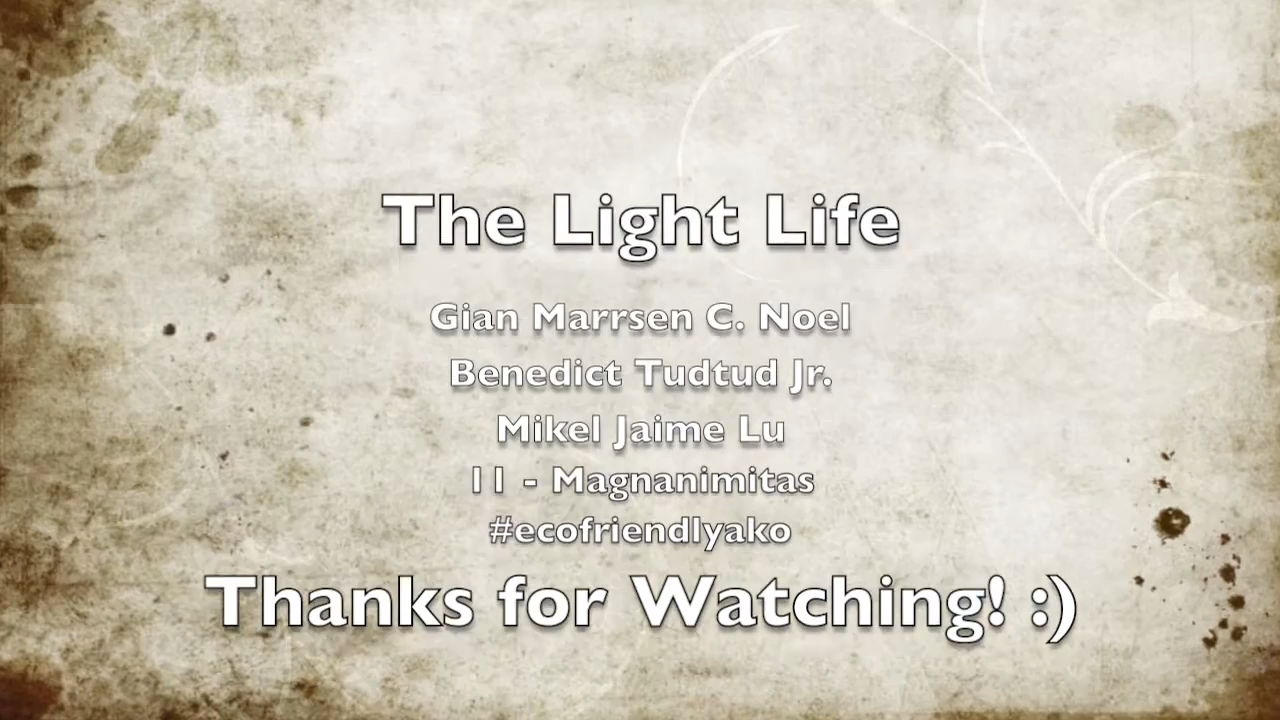 The Light Life
Gian Marrsen C. Noel
Benedict Tudtud Jr.
Mikel Jaime Lu
11 - Magnanimitas
#ecofriendlyako
Thanks for Watching! :)